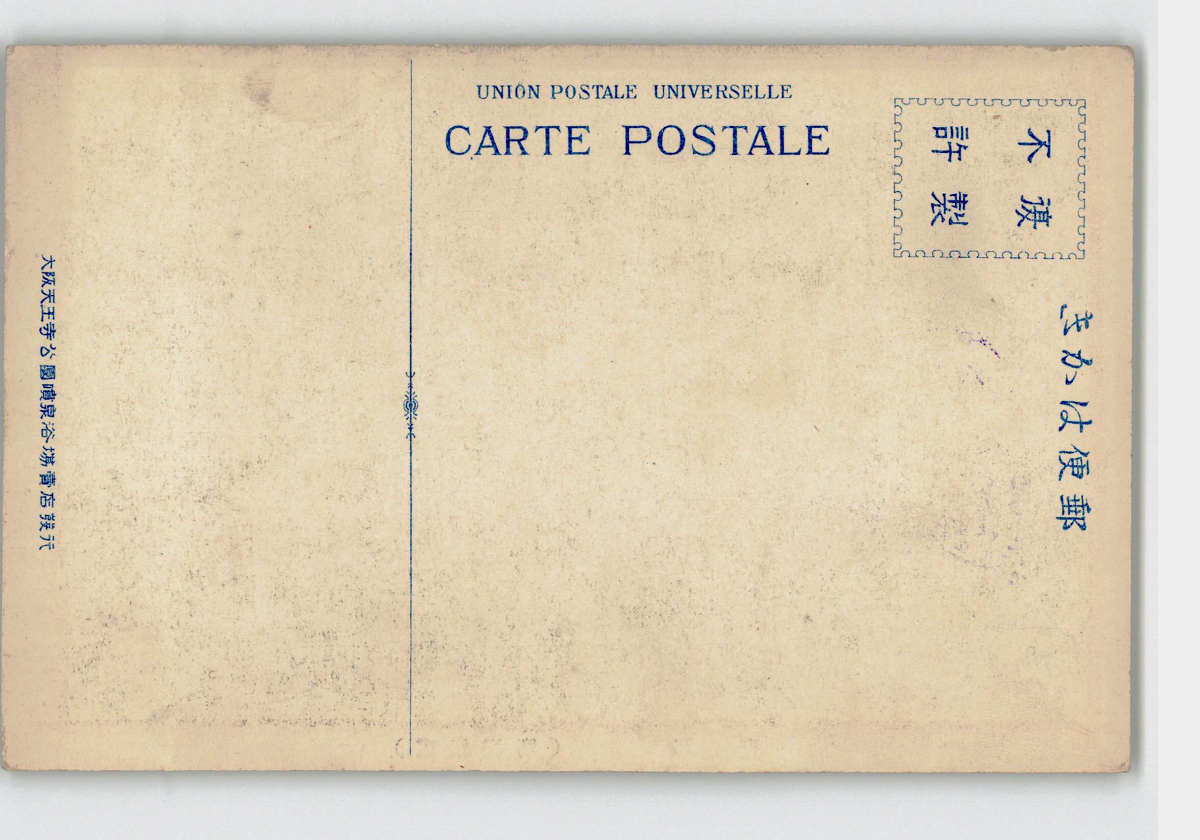 UNION POSTALE UNIVERSELLE
CARTE POSTALE
不許
複製
郵便はかき
大阪天王寺公園噴泉浴場賣店發行